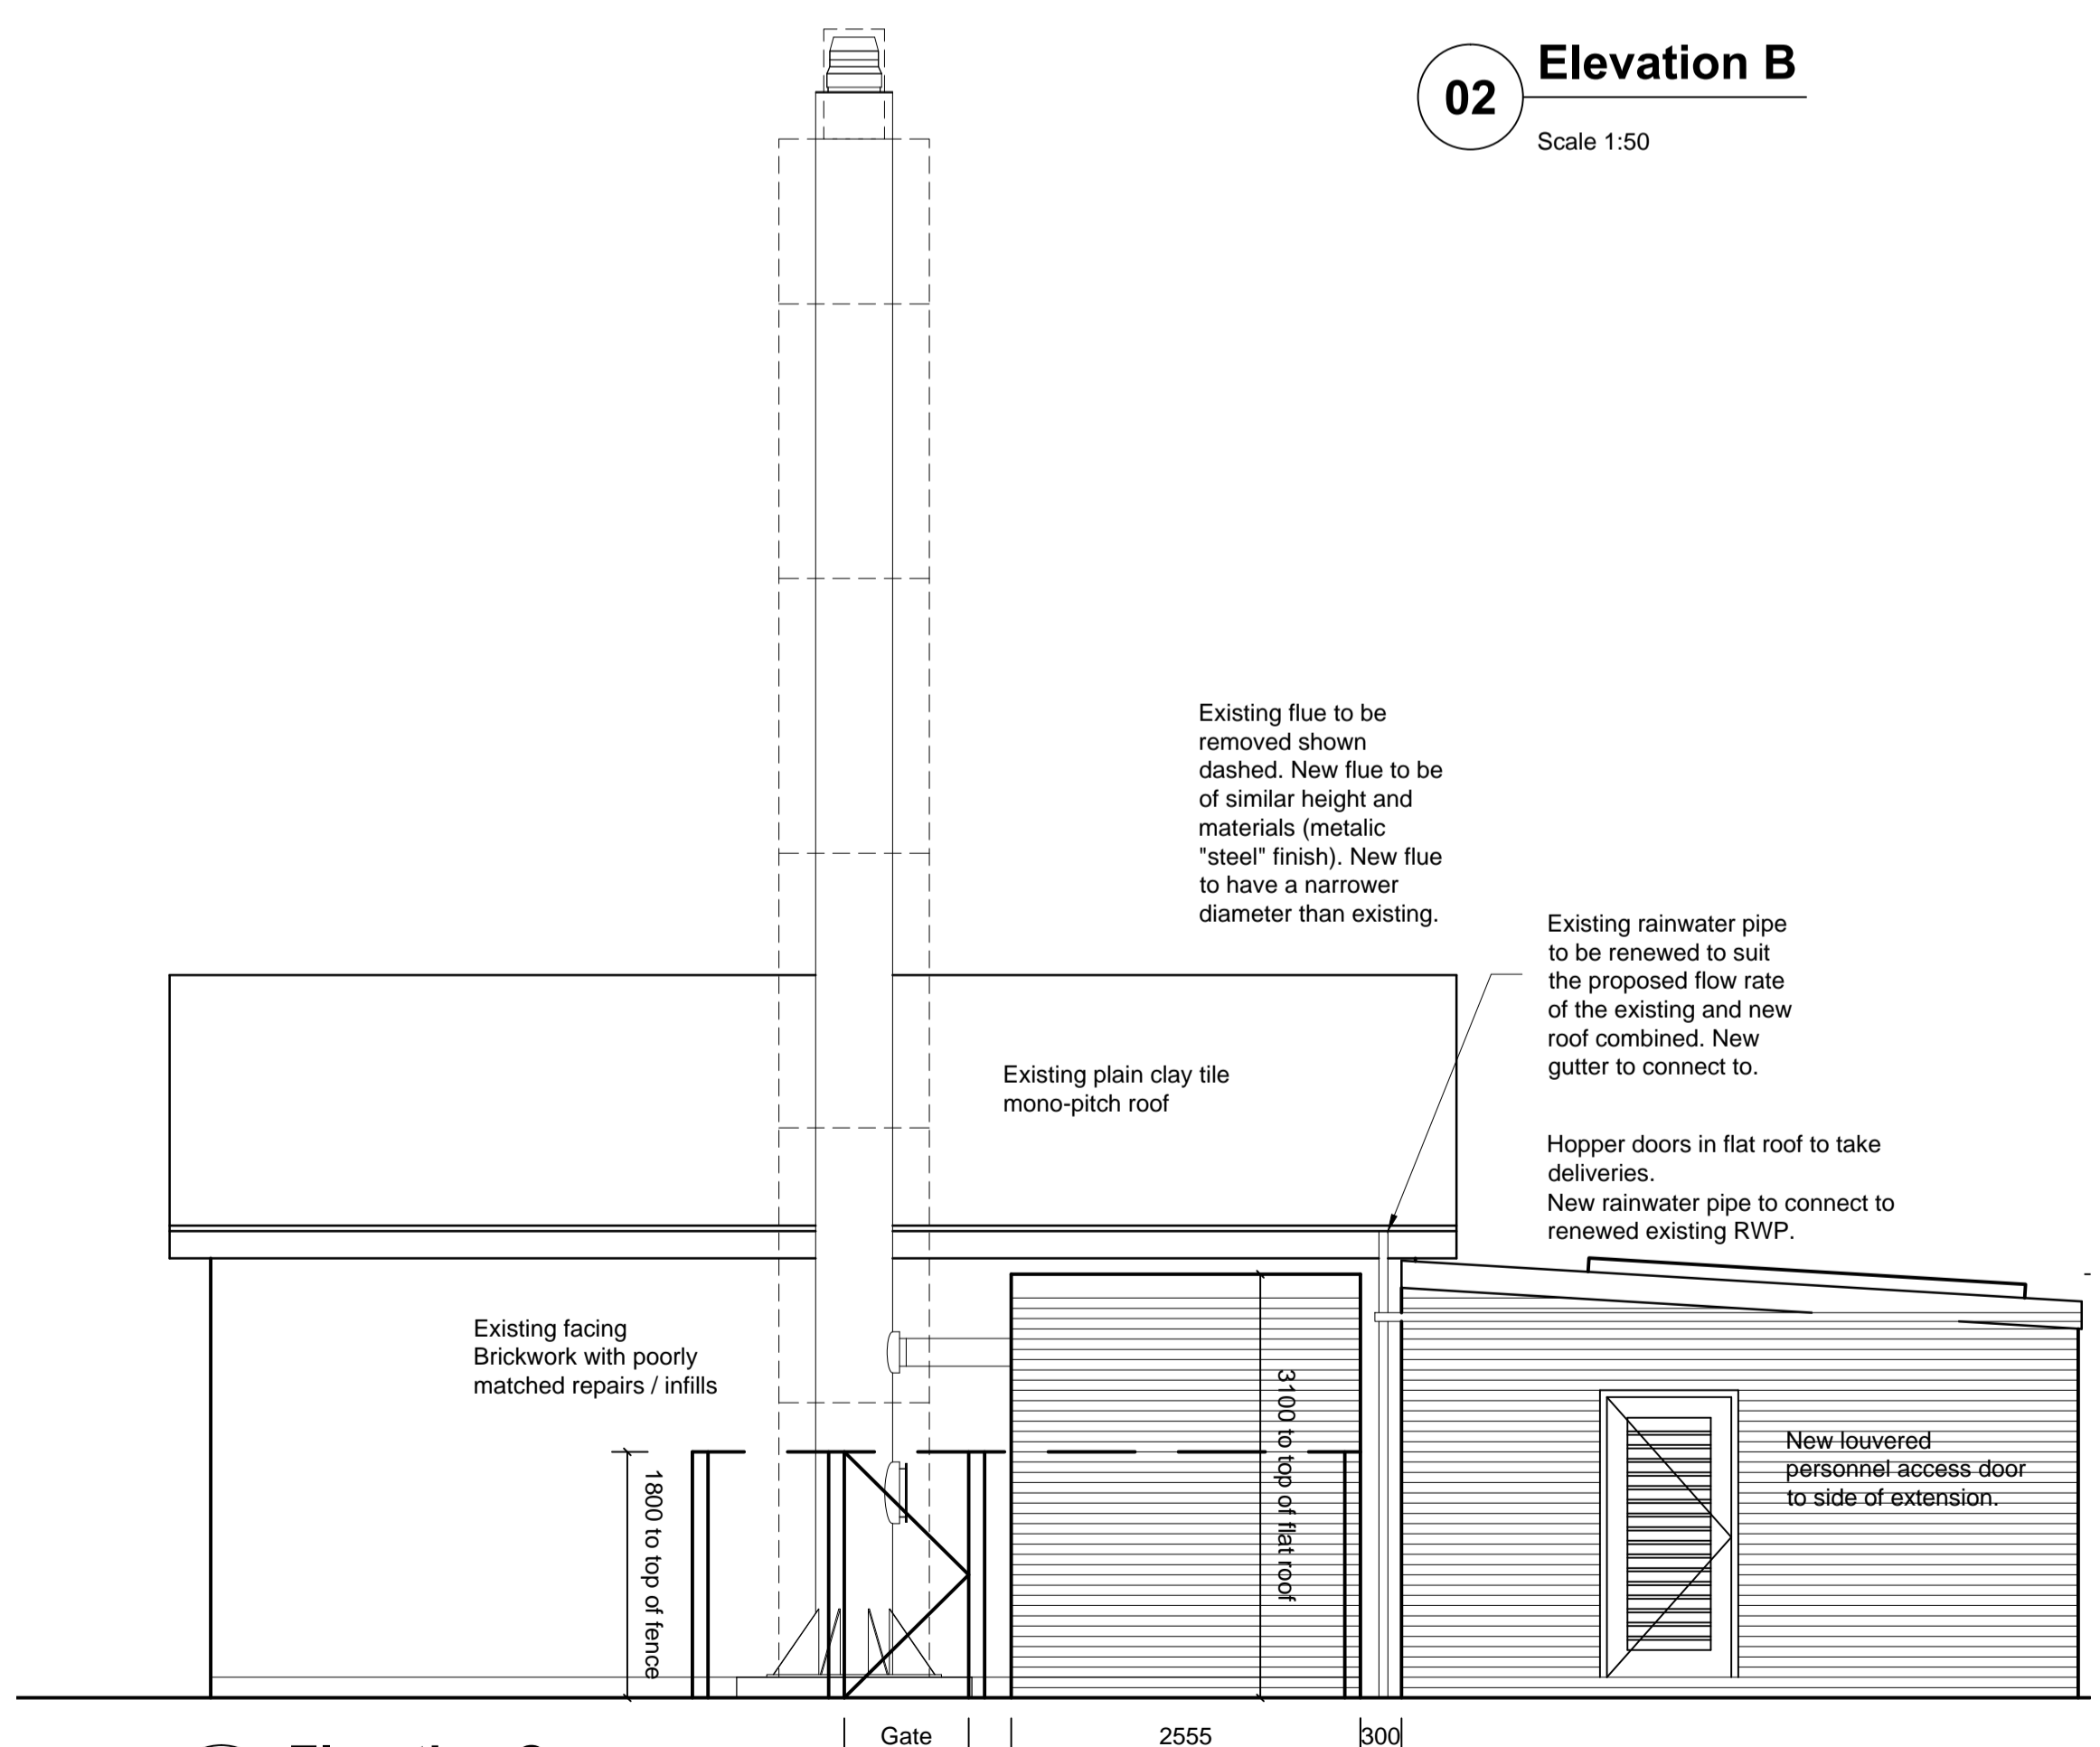 02
Elevation B
Scale 1:50
Existing flue to be
removed shown
dashed. New flue to be
of similar height and
materials (metalic
"steel" finish). New flue
to have a narrower
diameter than existing.
Existing rainwater pipe
to be renewed to suit
the proposed flow rate
of the existing and new
roof combined. New
gutter to connect to.
Existing plain clay tile
mono-pitch roof
Hopper doors in flat roof to take
deliveries.
New rainwater pipe to connect to
renewed existing RWP.
Existing facing
Brickwork with poorly
matched repairs / infills
3100 to top of flat roof
New louvered
personnel access door
to side of extension.
1800 to top of fence
Gate
2555
300